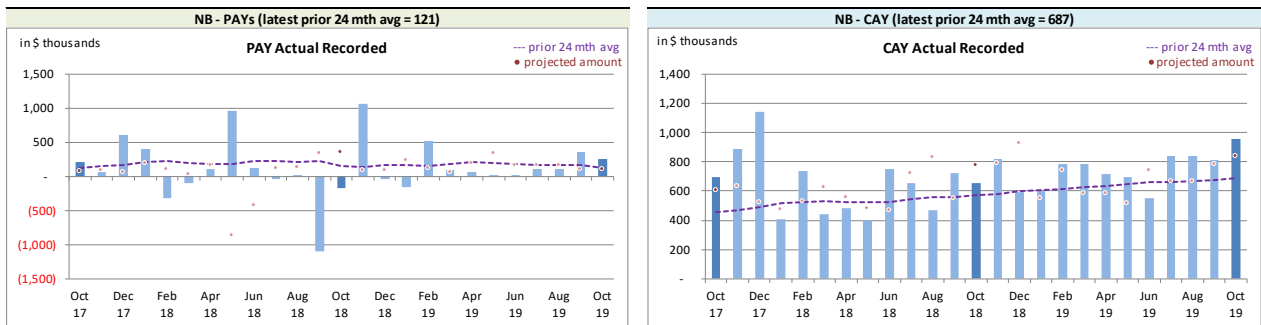 NB - PAYs (latest prior 24 mth avg = 121)
in $ thousands
PAY Actual Recorded
--- prior 24 mth avg
• projected amount
1,500
1,000
500
-
(500)
(1,000)
(1,500)
Oct 17
Dec 17
Feb 18
Apr 18
Jun 18
Aug 18
Oct 18
Dec 18
Feb 19
Apr 19
Jun 19
Aug 19
Oct 19
NB - CAY (latest prior 24 mth avg = 687)
in $ thousands
CAY Actual Recorded
--- prior 24 mth avg
• projected amount
1,400
1,200
1,000
800
600
400
200
-
Oct 17
Dec 17
Feb 18
Apr 18
Jun 18
Aug 18
Oct 18
Dec 18
Feb 19
Apr 19
Jun 19
Aug 19
Oct 19